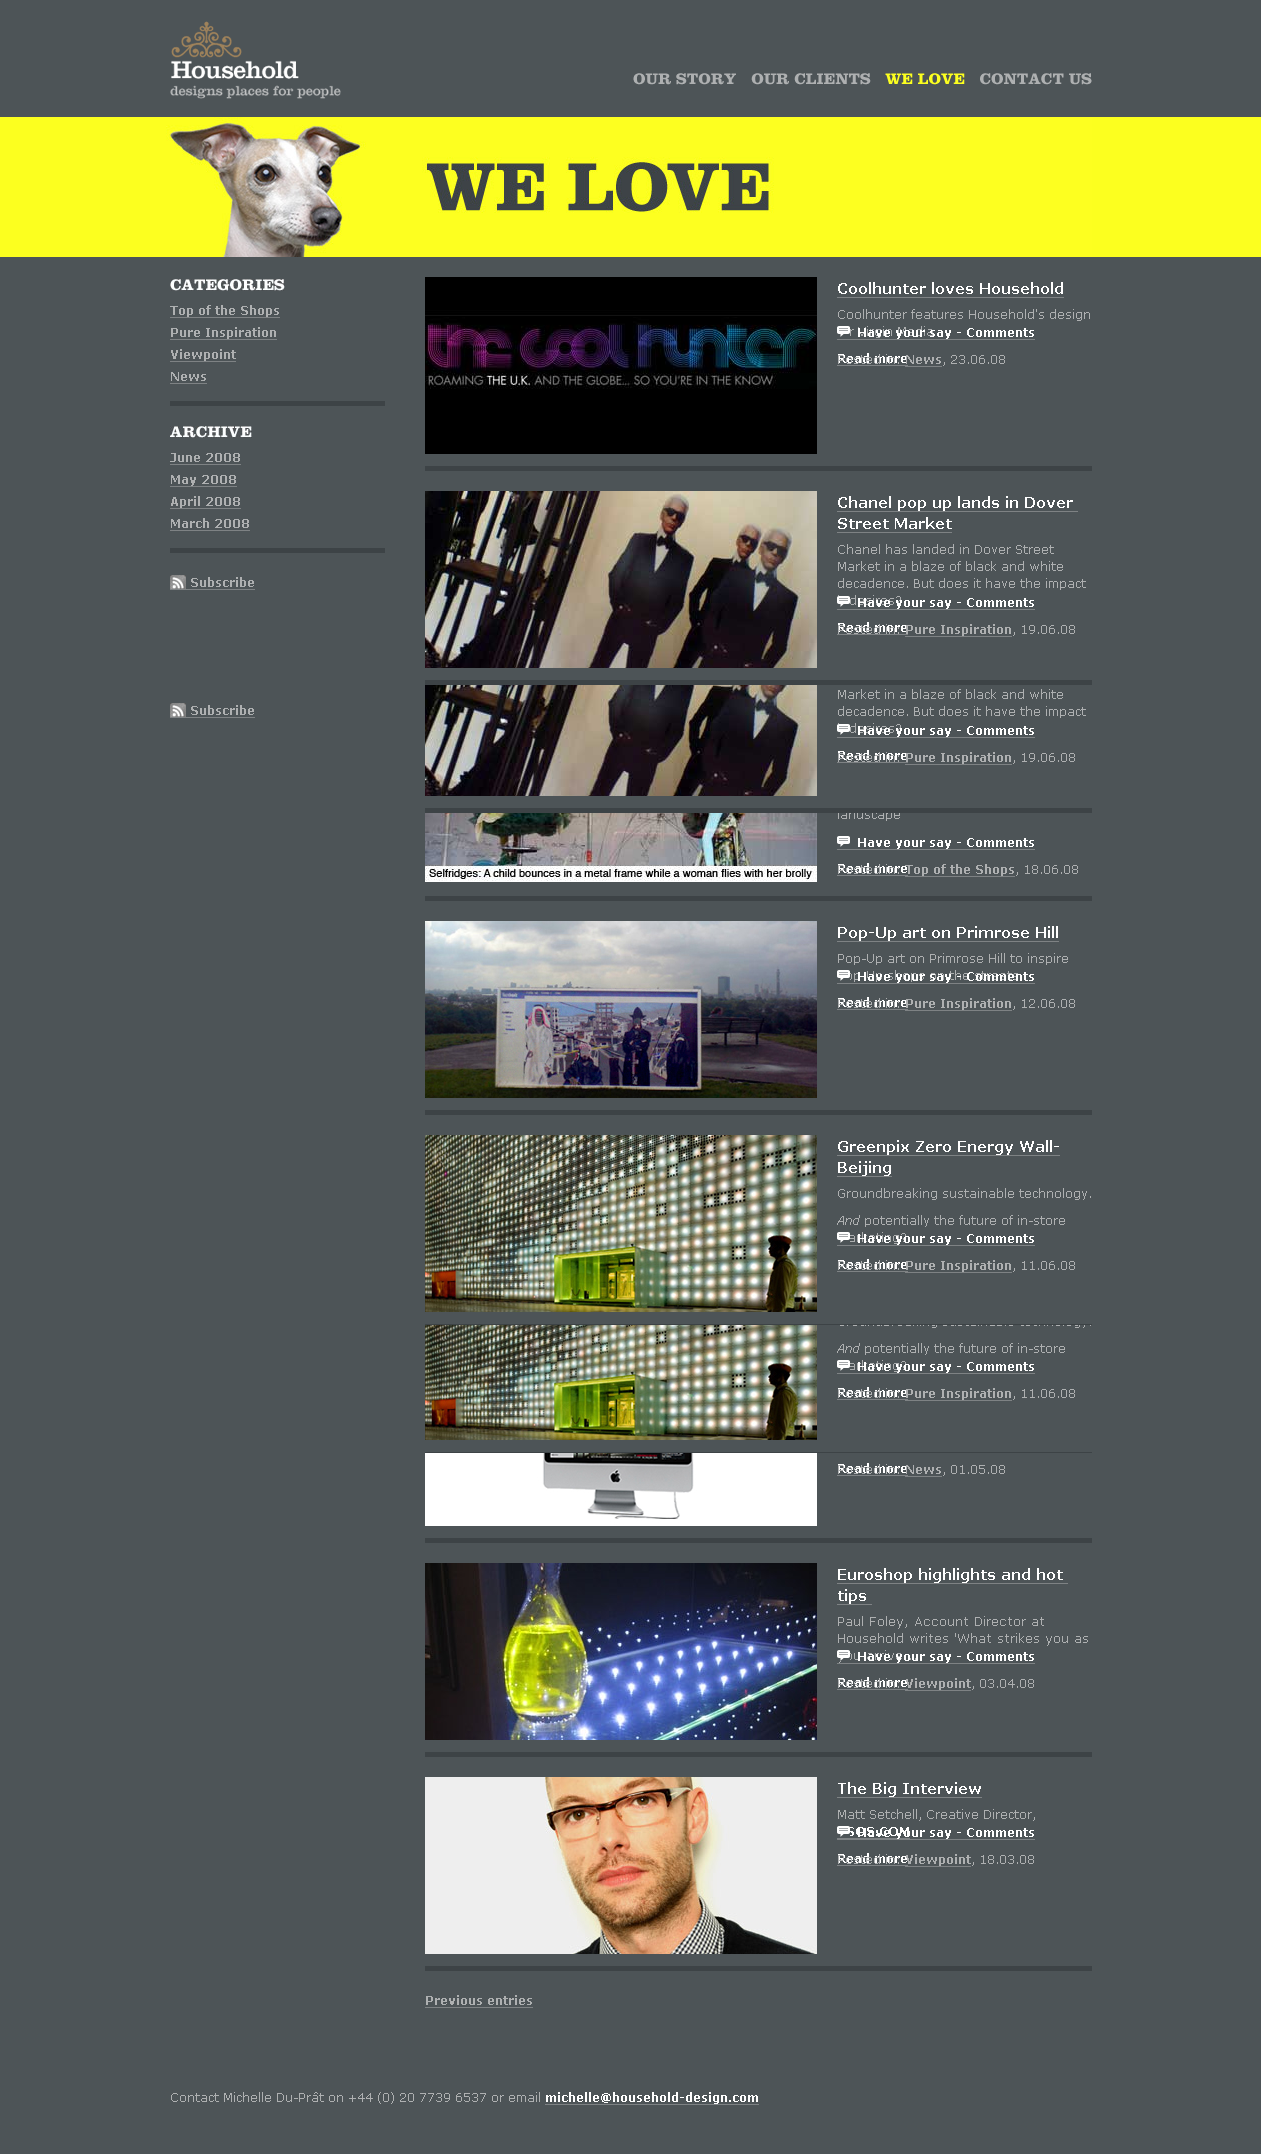 Household
designs places for people
OUR STORY OUR CLIENTS WE LOVE CONTACT US
WE LOVE
CATEGORIES
Top of the Shops
Pure Inspiration
Viewpoint
News
ARCHIVE
June 2008
May 2008
April 2008
March 2008
Subscribe
Subscribe
the cool hunter
ROAMING THE U.K. AND THE GLOBE... SO YOU'RE IN THE KNOW
Coolhunter loves Household
Coolhunter features Household's design
Have your say - Comments
Read more News, 23.06.08
Chanel pop up lands in Dover
Street Market
Chanel has landed in Dover Street
Market in a blaze of black and white
decadence. But does it have the impact
Have your say - Comments
Read more Pure Inspiration, 19.06.08
Market in a blaze of black and white
decadence. But does it have the impact
Have your say - Comments
Read more Pure Inspiration, 19.06.08
landscape
Have your say - Comments
Read more Top of the Shops, 18.06.08
Selfridges: A child bounces in a metal frame while a woman flies with her brolly
Pop-Up art on Primrose Hill
Pop-Up art on Primrose Hill to inspire
Have your say - Comments
Read more Pure Inspiration, 12.06.08
Greenpix Zero Energy Wall-
Beijing
Groundbreaking sustainable technology.
And potentially the future of in-store
Have your say - Comments
Read more Pure Inspiration, 11.06.08
Groundbreaking sustainable technology.
And potentially the future of in-store
Have your say - Comments
Read more Pure Inspiration, 11.06.08
Read more News, 01.05.08
Euroshop highlights and hot
tips
Paul Foley, Account Director at
Household writes 'What strikes you as
Have your say - Comments
Read more Viewpoint, 03.04.08
The Big Interview
Matt Setchell, Creative Director,
Have your say - Comments
Read more Viewpoint, 18.03.08
Previous entries
Contact Michelle Du-Prât on +44 (0) 20 7739 6537 or email michelle@household-design.com